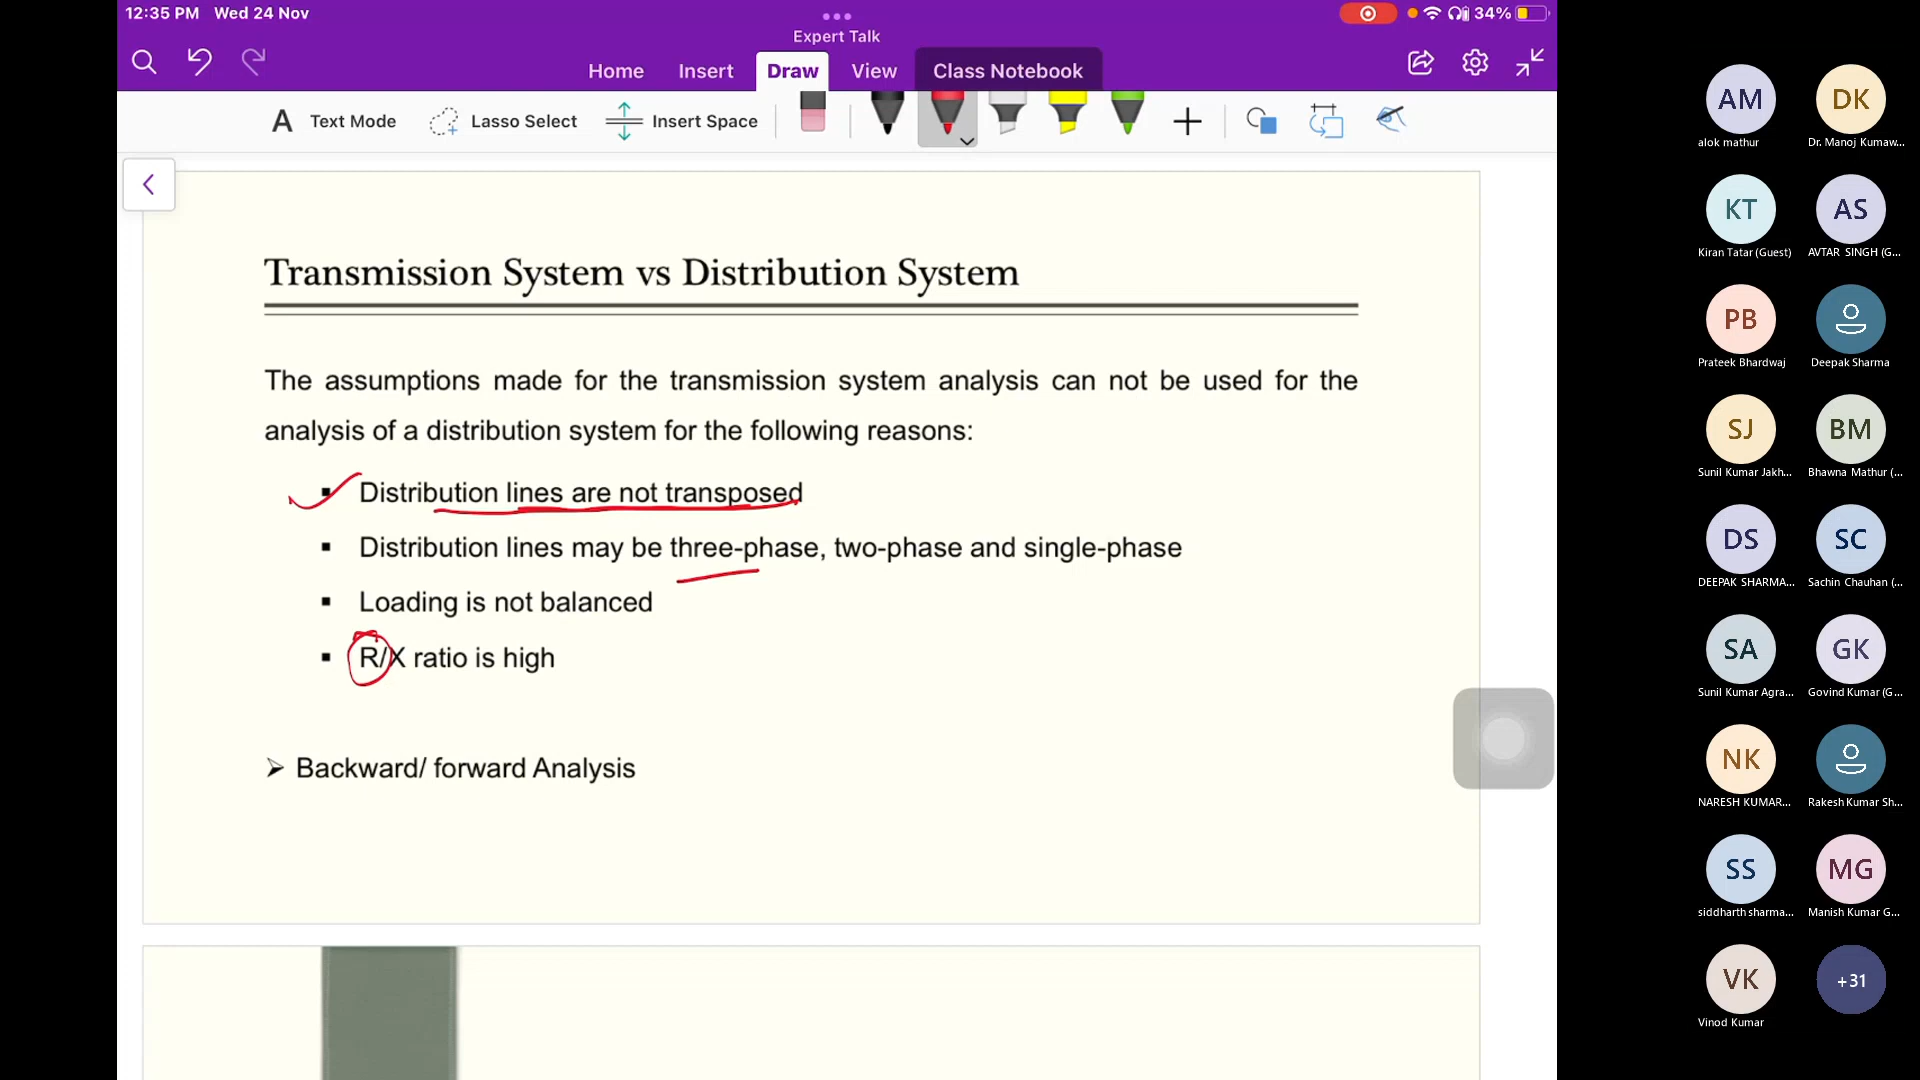 12:35 PM Wed 24 Nov
34%
Expert Talk
Home Insert Draw View Class Notebook
A Text Mode Lasso Select Insert Space
Transmission System vs Distribution System
The assumptions made for the transmission system analysis can not be used for the
analysis of a distribution system for the following reasons:
▪ Distribution lines are not transposed
▪ Distribution lines may be three-phase, two-phase and single-phase
▪ Loading is not balanced
▪ R/X ratio is high
➢ Backward/ forward Analysis
AM DK
alok mathur Dr. Manoj Kumaw...
KT AS
Kiran Tatar (Guest) AVTAR SINGH (G...
PB
Prateek Bhardwaj Deepak Sharma
SJ BM
Sunil Kumar Jakh... Bhawna Mathur (...
DS SC
DEEPAK SHARMA... Sachin Chauhan (...
SA GK
Sunil Kumar Agra... Govind Kumar (G...
NK
NARESH KUMAR... Rakesh Kumar Sh...
SS MG
siddharth sharma... Manish Kumar G...
VK +31
Vinod Kumar